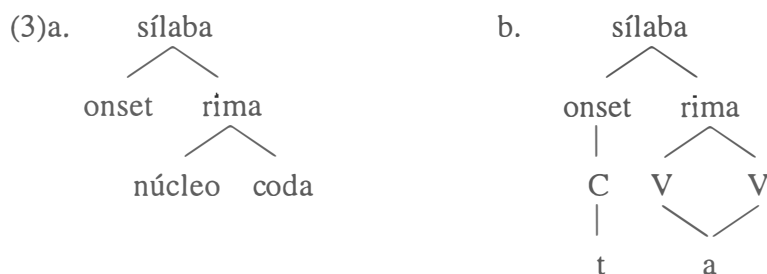 (3)a. sílaba b. sílaba
onset rima onset rima
núcleo coda C V V
t a